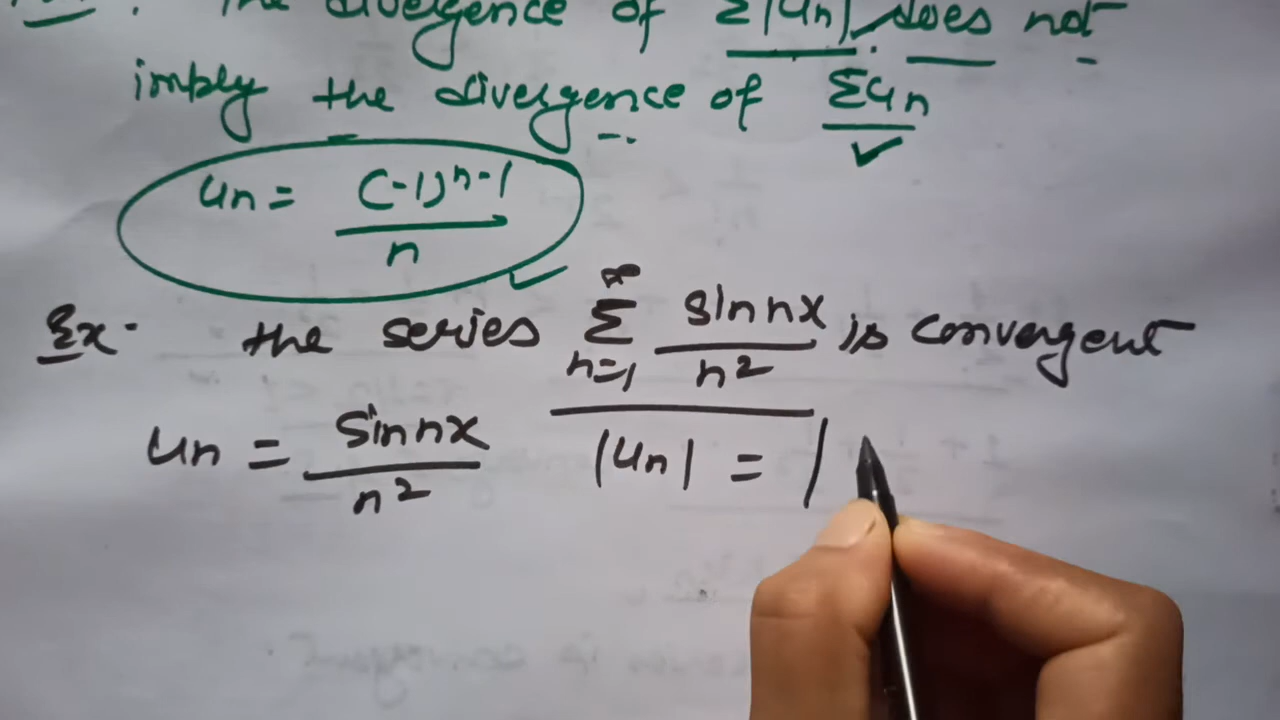 The divergence of Σ|un| does not
imply the divergence of Σun
un = (-1)^n-1 / n
Ex. the series ∞ Σ n=1 sin nx / n² is convergent
un = Sin nx / n² |un| = |